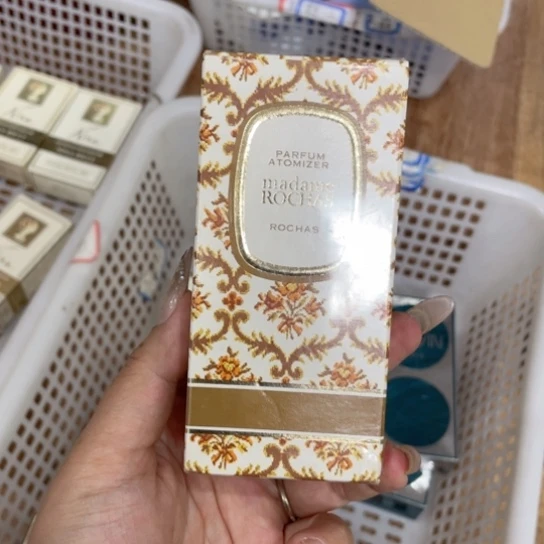 PARFUM
ATOMIZER
madame
ROCHAS
ROCHAS